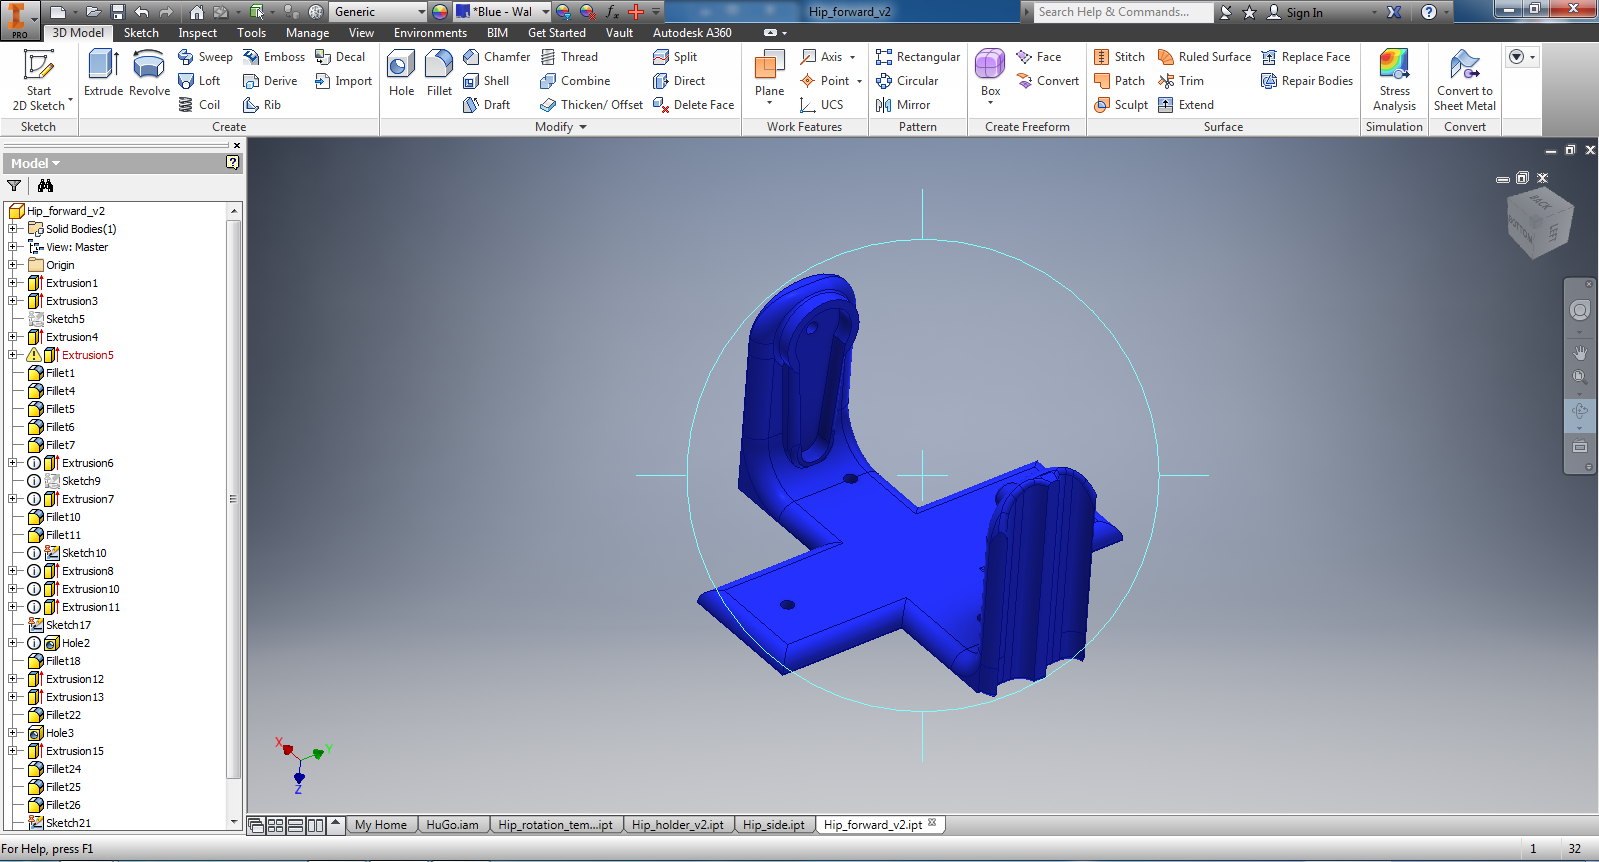 PRO
Generic
*Blue - Wal
Hip_forward_v2
Search Help & Commands...
Sign In
3D Model Sketch Inspect Tools Manage View Environments BIM Get Started Vault Autodesk A360
Start
2D Sketch
Extrude
Revolve
Sweep
Loft
Coil
Emboss
Derive
Rib
Decal
Import
Hole
Fillet
Chamfer
Shell
Draft
Thread
Combine
Thicken/ Offset
Split
Direct
Delete Face
Plane
Axis
Point
UCS
Rectangular
Circular
Mirror
Box
Face
Convert
Stitch
Patch
Sculpt
Ruled Surface
Trim
Extend
Replace Face
Repair Bodies
Stress
Analysis
Convert to
Sheet Metal
Sketch Create Modify Work Features Pattern Create Freeform Surface Simulation Convert
Model
Hip_forward_v2
Solid Bodies(1)
View: Master
Origin
Extrusion1
Extrusion3
Sketch5
Extrusion4
Extrusion5
Fillet1
Fillet4
Fillet5
Fillet6
Fillet7
Extrusion6
Sketch9
Extrusion7
Fillet10
Fillet11
Sketch10
Extrusion8
Extrusion10
Extrusion11
Sketch17
Hole2
Fillet18
Extrusion12
Extrusion13
Fillet22
Hole3
Extrusion15
Fillet24
Fillet25
Fillet26
Sketch21
BACK
BOTTOM
LEFT
X
Y
Z
My Home HuGo.iam Hip_rotation_tem...ipt Hip_holder_v2.ipt Hip_side.ipt Hip_forward_v2.ipt
For Help, press F1
1 32